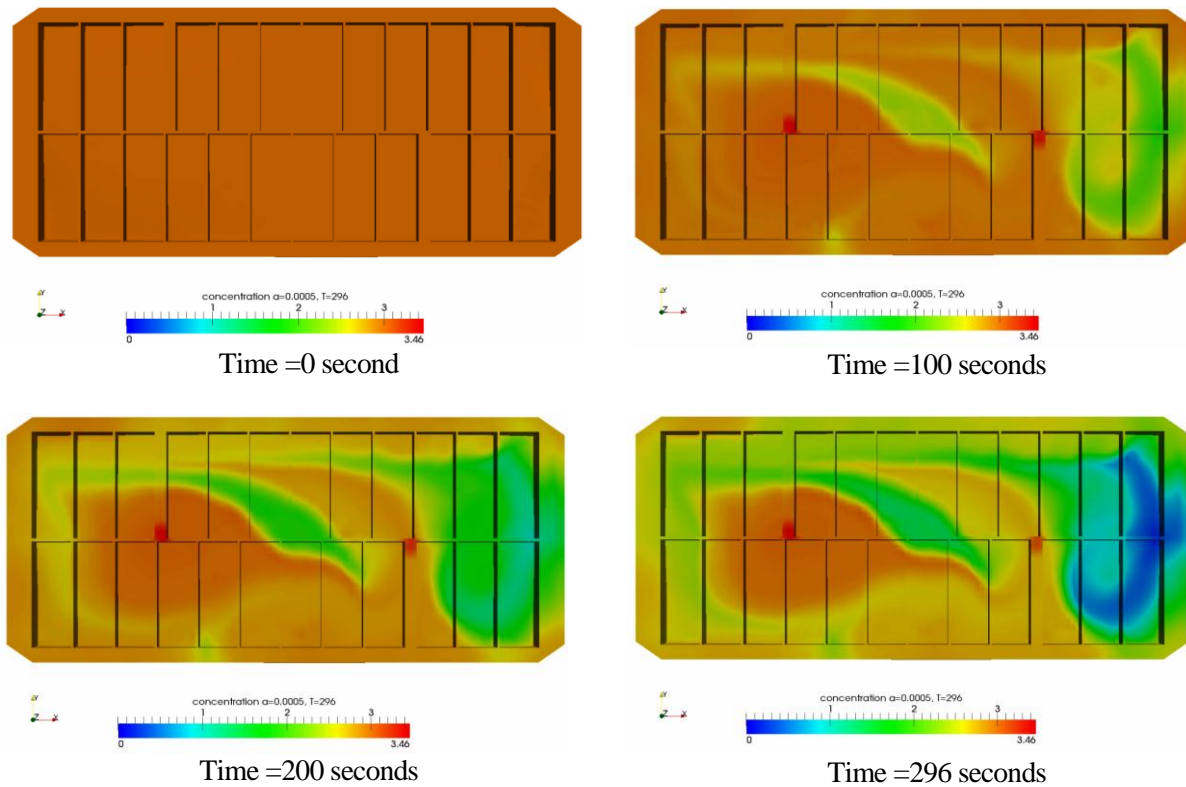 Y
Z
X
concentration a=0.0005, T=296
1
2
3
0
3.46
Time =0 second
Y
Z
X
concentration a=0.0005, T=296
1
2
3
0
3.46
Time =100 seconds
Y
Z
X
concentration a=0.0005, T=296
1
2
3
0
3.46
Time =200 seconds
Y
Z
X
concentration a=0.0005, T=296
1
2
3
0
3.46
Time =296 seconds